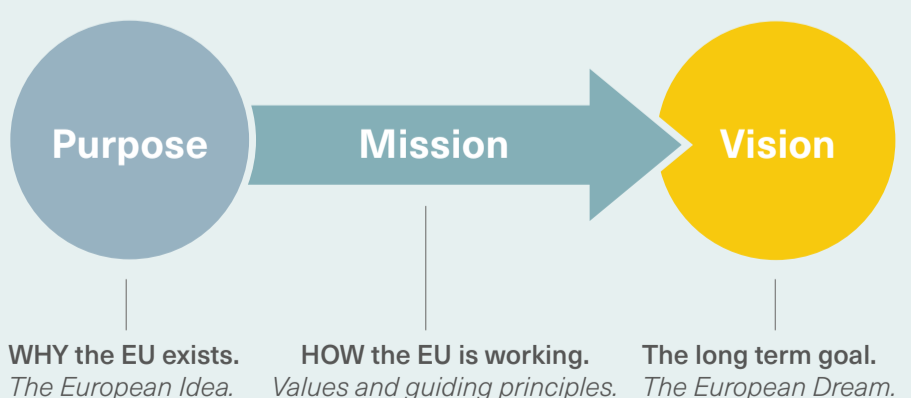 Purpose
Mission
Vision
WHY the EU exists.
The European Idea.
HOW the EU is working.
Values and guiding principles.
The long term goal.
The European Dream.